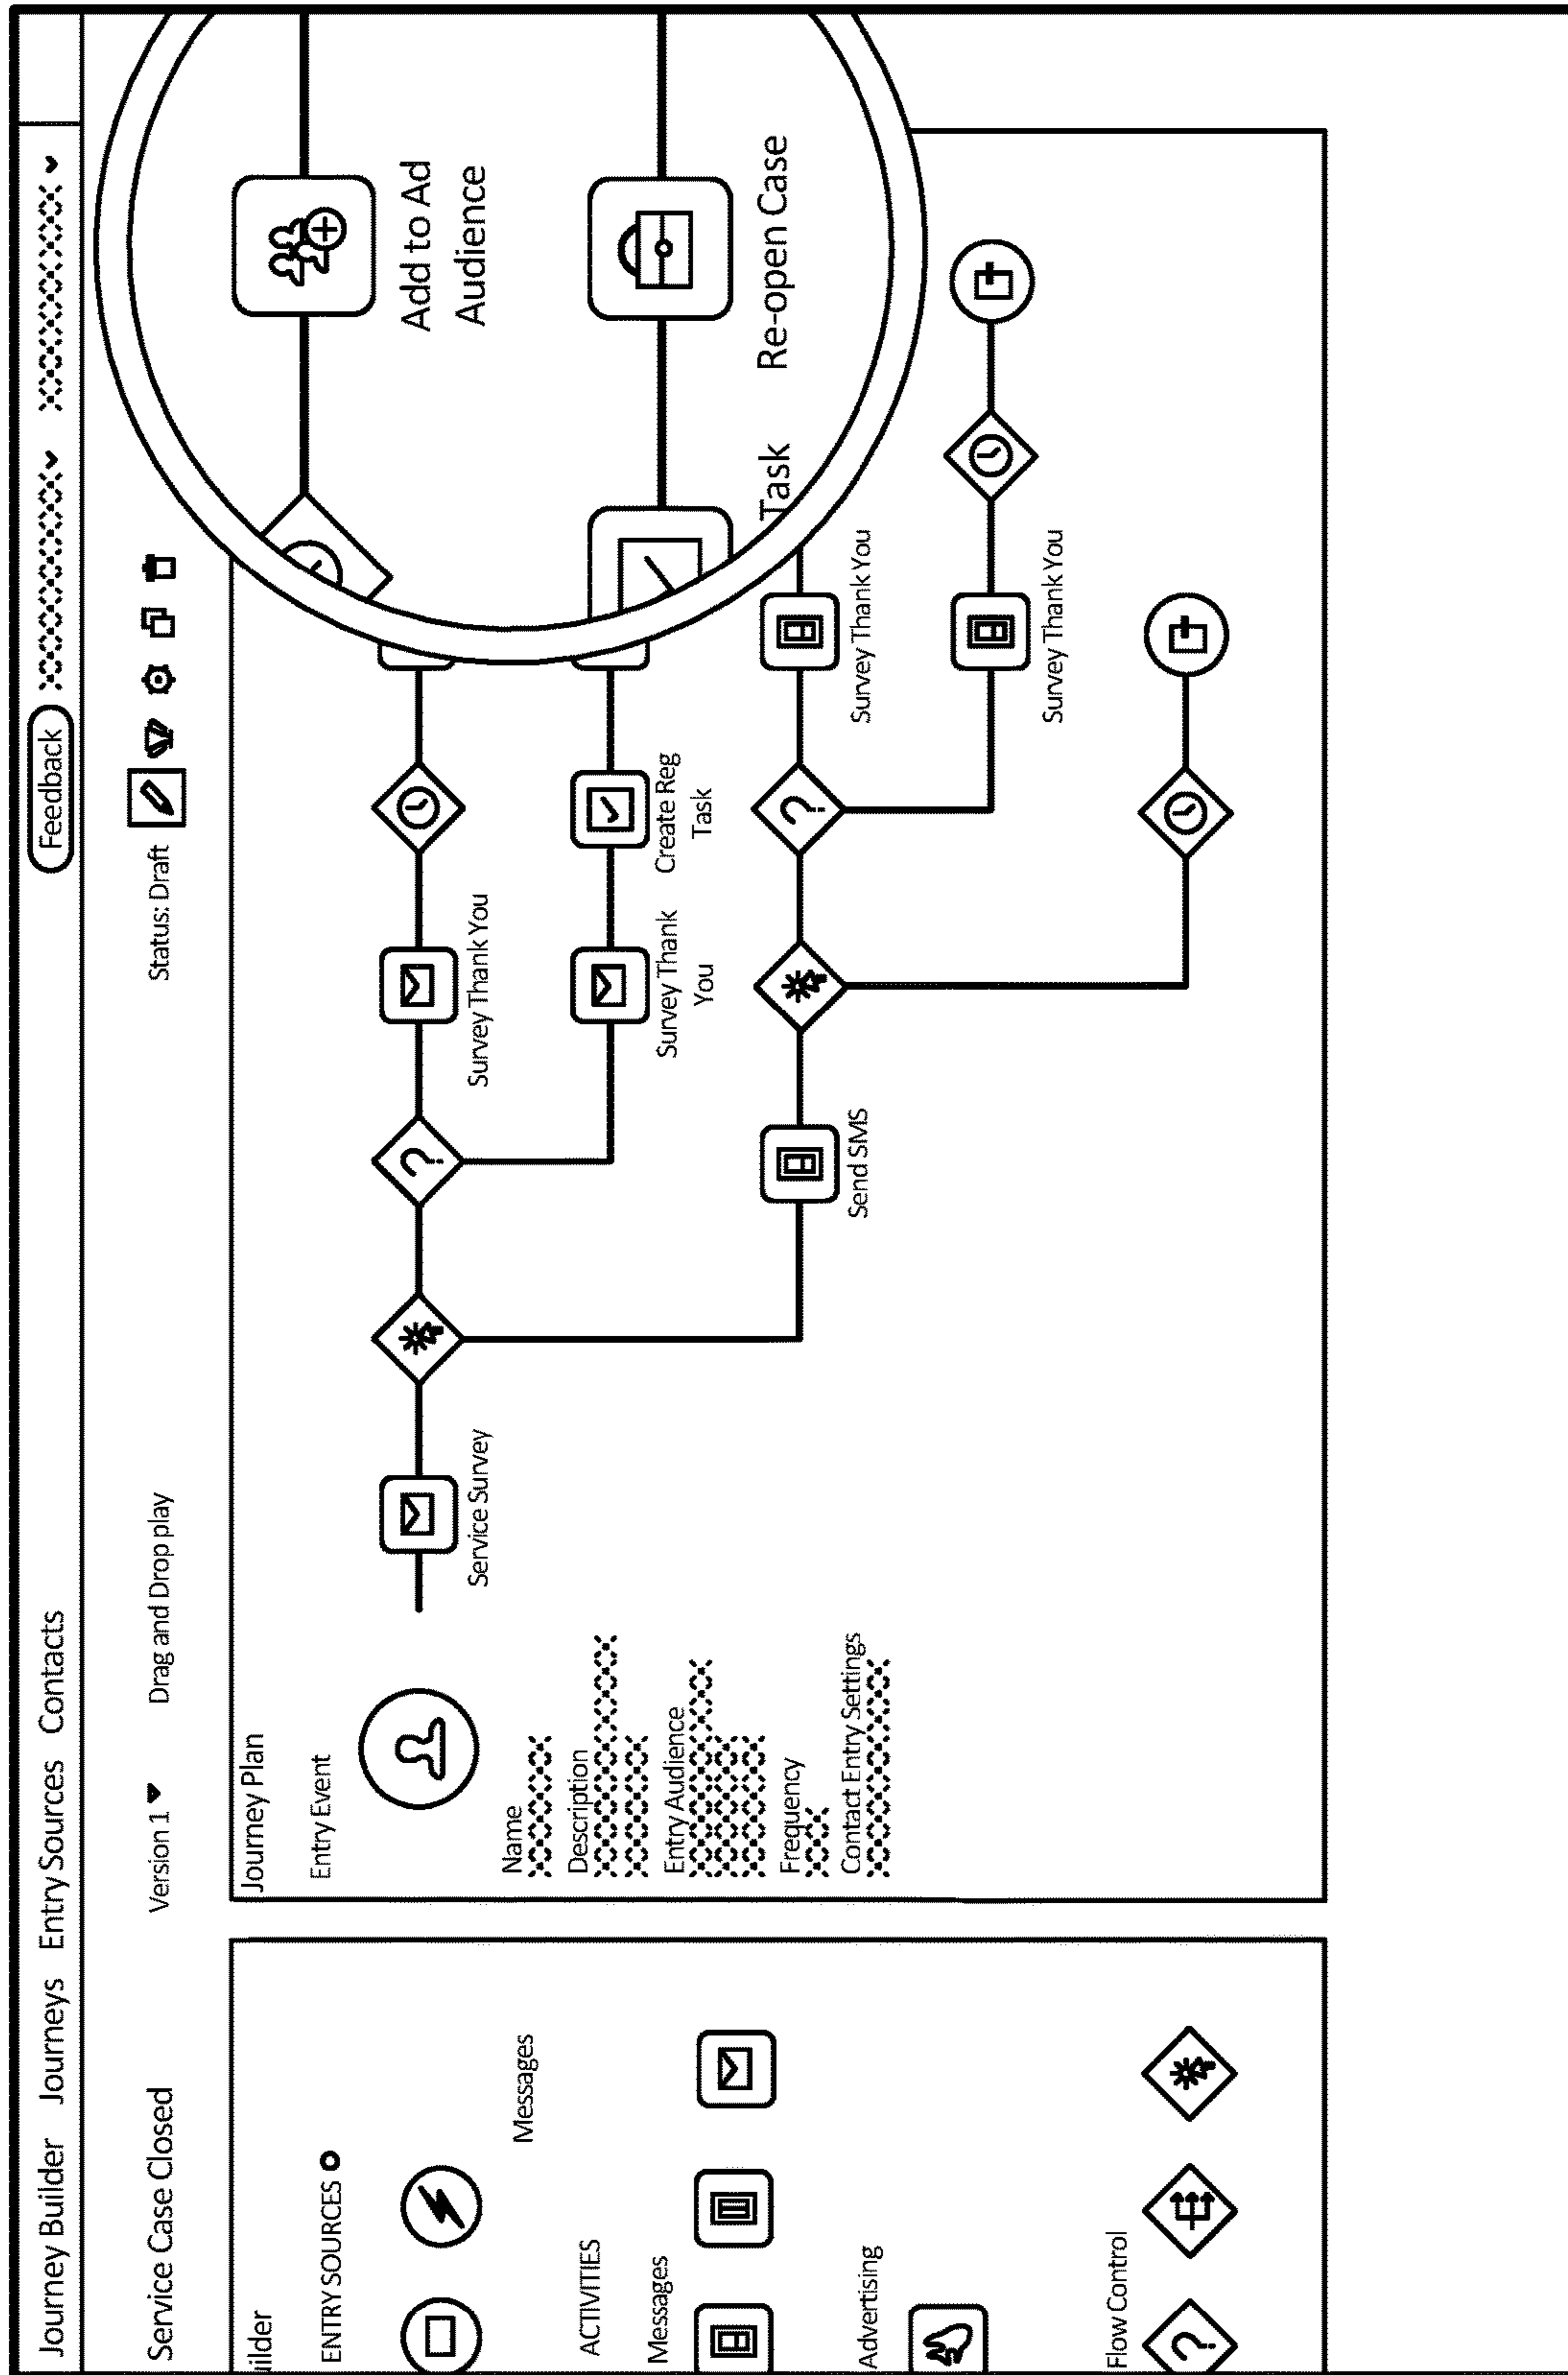 Journey Builder Journeys Entry Sources Contacts
Feedback
Service Case Closed
Version 1
Drag and Drop play
Status: Draft
uilder
ENTRY SOURCES
Messages
ACTIVITIES
Messages
Advertising
Flow Control
Journey Plan
Entry Event
Name
Description
Entry Audience
Frequency
Contact Entry Settings
Service Survey
Survey Thank You
Survey Thank
You
Create Reg
Task
Send SMS
Survey Thank You
Survey Thank You
Add to Ad
Audience
Task
Re-open Case